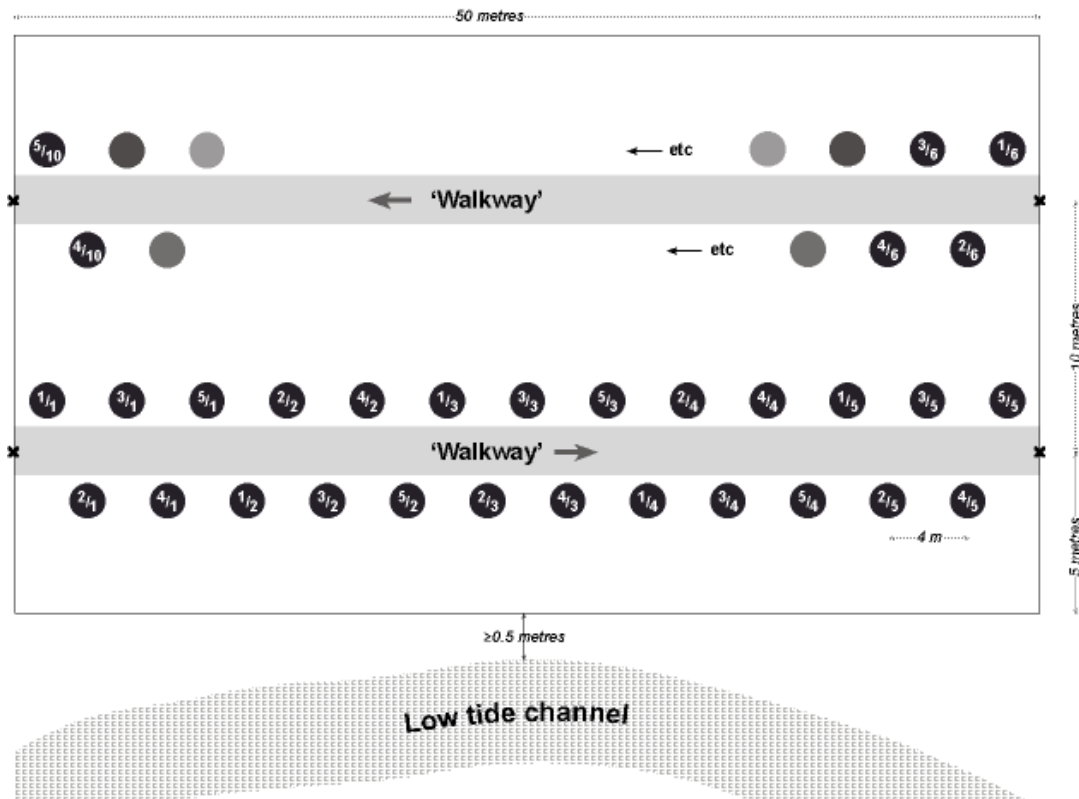 50 metres
5/10 ← etc 3/6 1/6
‘Walkway’
4/10 ← etc 4/6 2/6
10 metres
1/1 3/1 5/1 2/2 4/2 1/3 3/3 5/3 2/4 4/4 1/5 3/5 5/5
‘Walkway’
2/1 4/1 1/2 3/2 5/2 2/3 4/3 1/4 3/4 5/4 2/5 4/5
4 m
5 metres
≥0.5 metres
Low tide channel